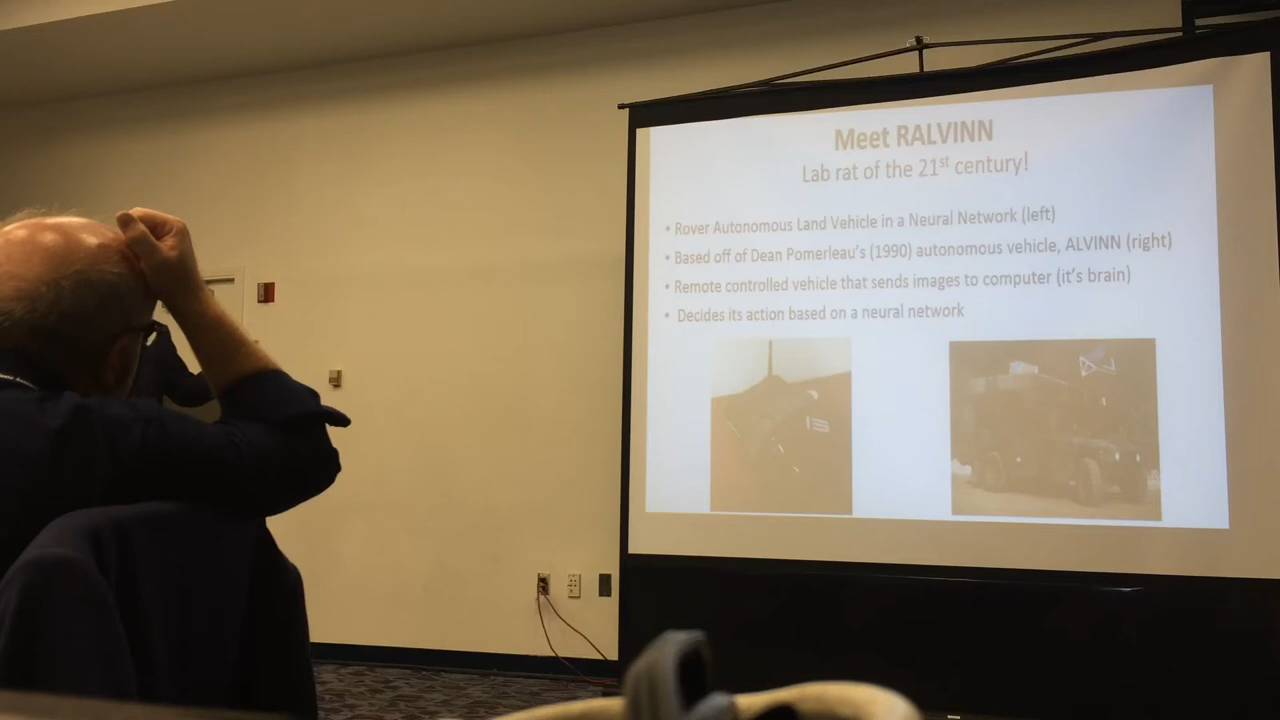 Meet RALVINN
Lab rat of the 21st century!
• Rover Autonomous Land Vehicle in a Neural Network (left)
• Based off of Dean Pomerleau's (1990) autonomous vehicle, ALVINN (right)
• Remote controlled vehicle that sends images to computer (it's brain)
• Decides its action based on a neural network